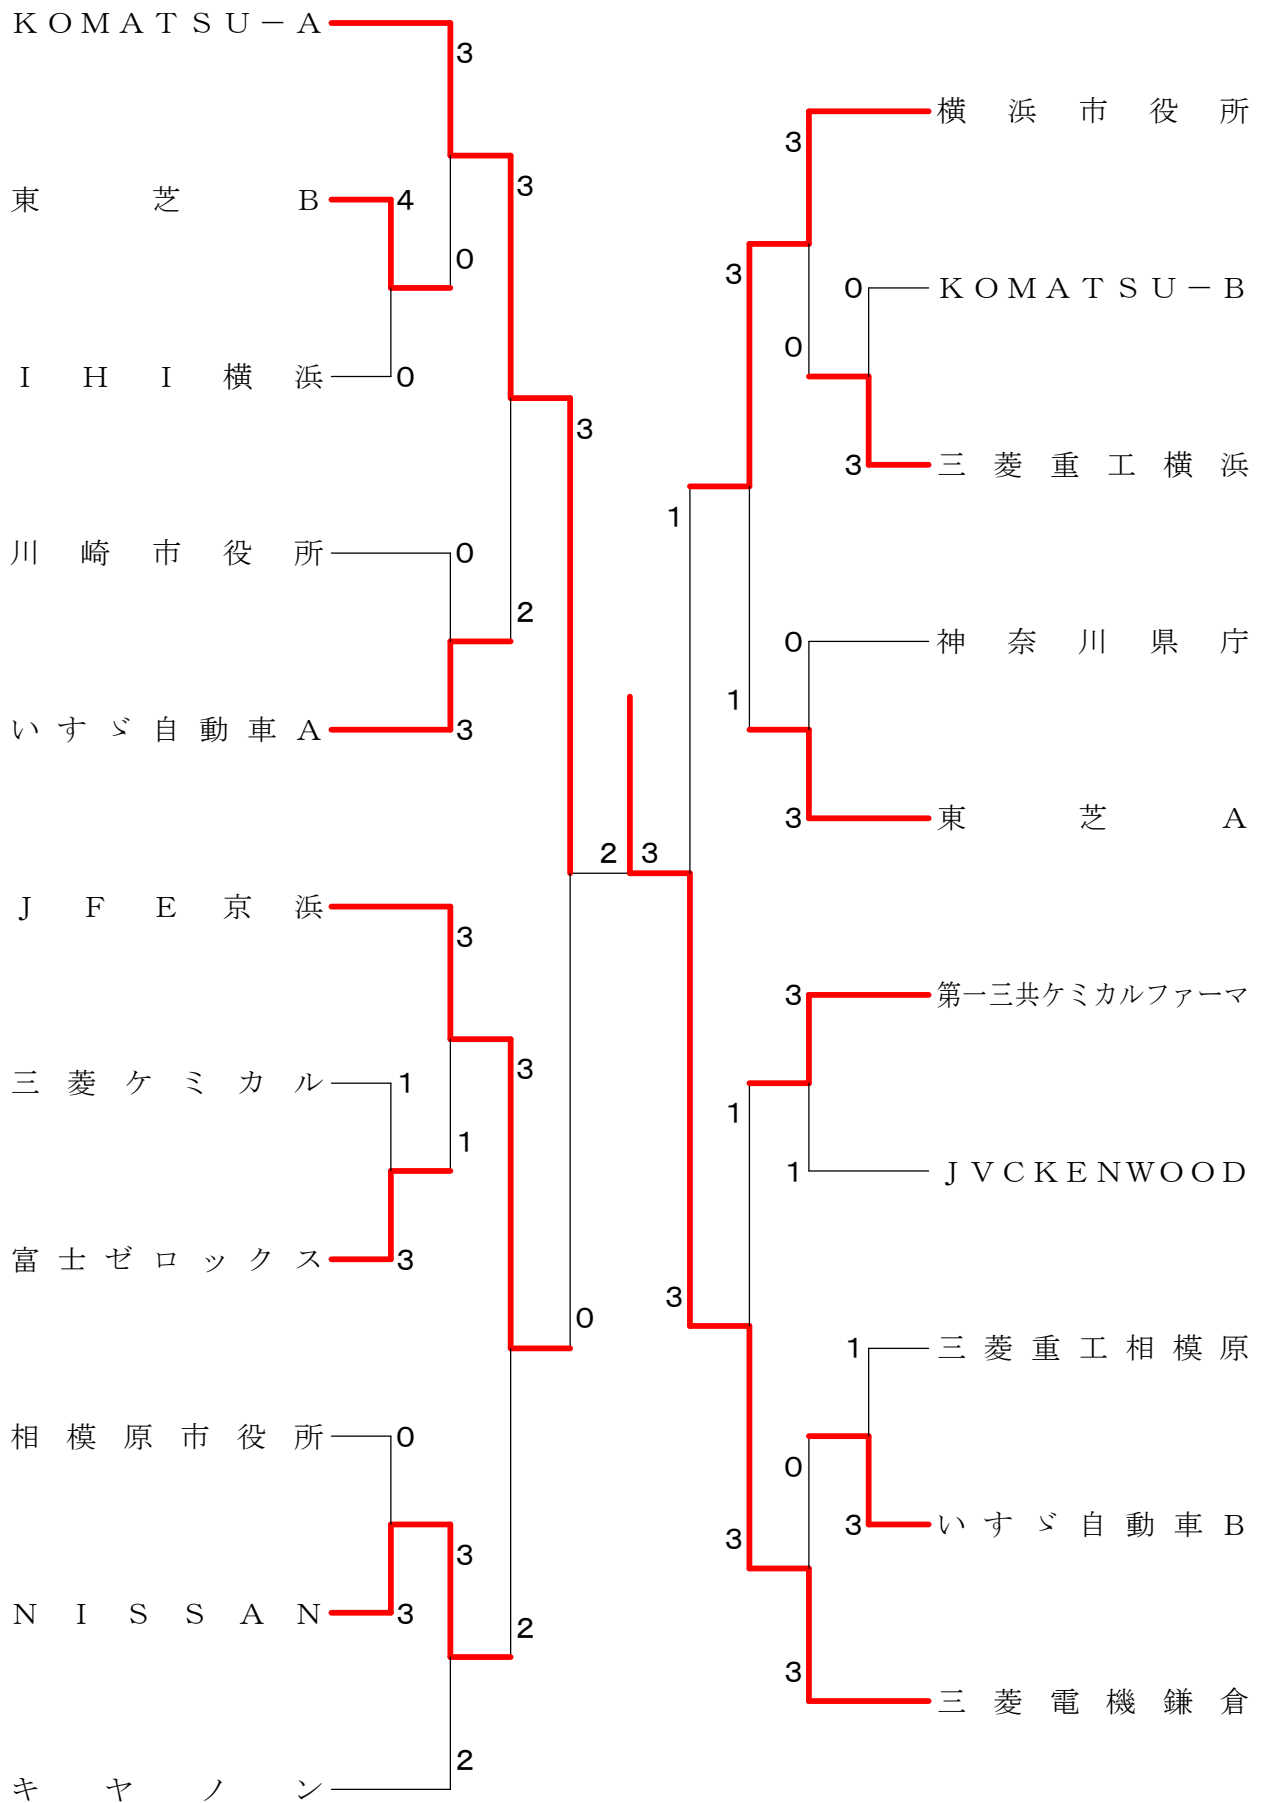 KOMATSU－A
3
東芝B
4
3
0
IHI横浜
0
3
川崎市役所
0
2
いすゞ自動車A
3
2
JFE京浜
3
三菱ケミカル
1
3
1
富士ゼロックス
3
0
相模原市役所
0
3
NISSAN
3
2
キヤノン
2
横浜市役所
3
3
KOMATSU－B
0
0
三菱重工横浜
3
1
神奈川県庁
0
1
東芝A
3
3
第一三共ケミカルファーマ
3
1
JVCKENWOOD
1
3
三菱重工相模原
1
0
いすゞ自動車B
3
3
三菱電機鎌倉
3